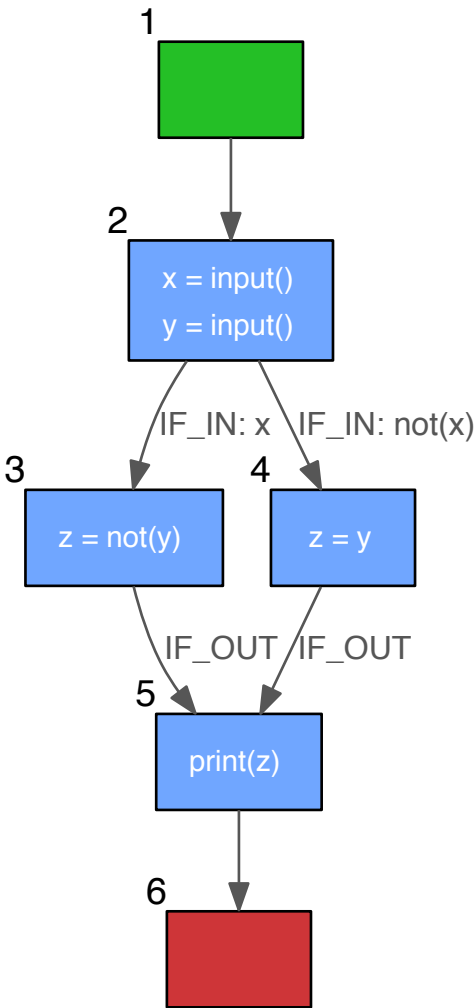 1
2
x = input()
y = input()
IF_IN: x
IF_IN: not(x)
3
4
z = not(y)
z = y
IF_OUT
IF_OUT
5
print(z)
6